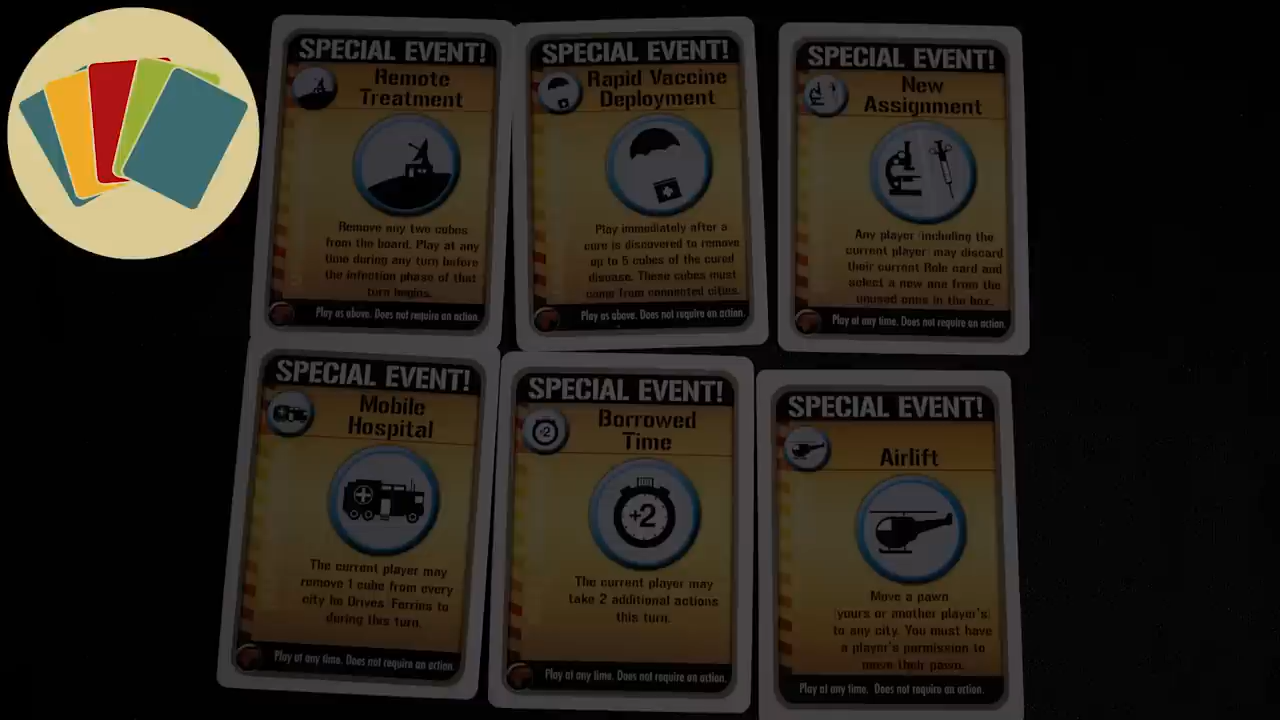 SPECIAL EVENT!
Remote
Treatment
Remove any two cubes
from the board. Play at any
time during any turn before
the infection phase of that
turn begins.
Play as above. Does not require an action.
SPECIAL EVENT!
Rapid Vaccine
Deployment
Play immediately after a
cure is discovered to remove
up to 5 cubes of the cured
disease. These cubes must
come from connected cities.
Play as above. Does not require an action.
SPECIAL EVENT!
New
Assignment
Any player (including the
current player) may discard
their current Role card and
select a new one from the
unused ones in the box.
Play at any time. Does not require an action.
SPECIAL EVENT!
Mobile
Hospital
The current player may
remove 1 cube from every
city he Drives/Ferries to
during this turn.
Play at any time. Does not require an action
SPECIAL EVENT!
+2
Borrowed
Time
+2
The current player may
take 2 additional actions
this turn.
Play at any time. Does not require an action.
SPECIAL EVENT!
Airlift
Move a pawn
(yours or another player's)
to any city. You must have
a player's permission to
move their pawn.
Play at any time. Does not require an action.